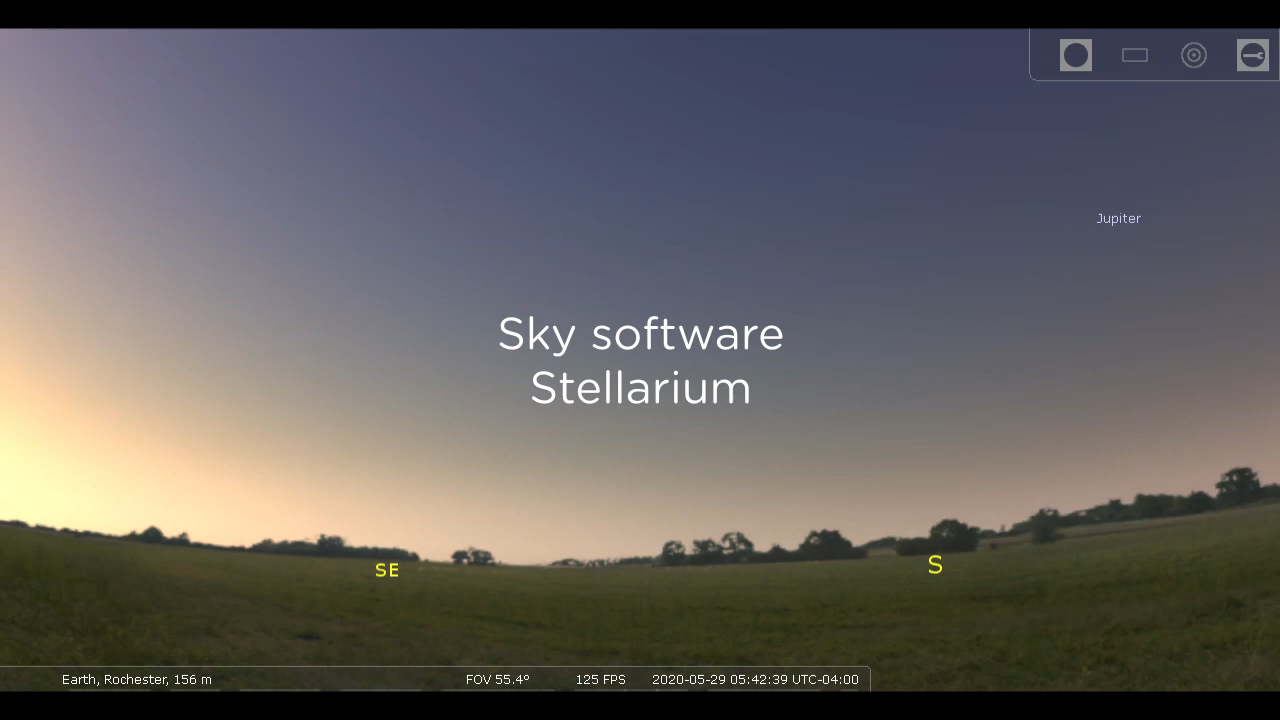 Jupiter
Sky software
Stellarium
SE
S
Earth, Rochester, 156 m FOV 55.4° 125 FPS 2020-05-29 05:42:39 UTC-04:00